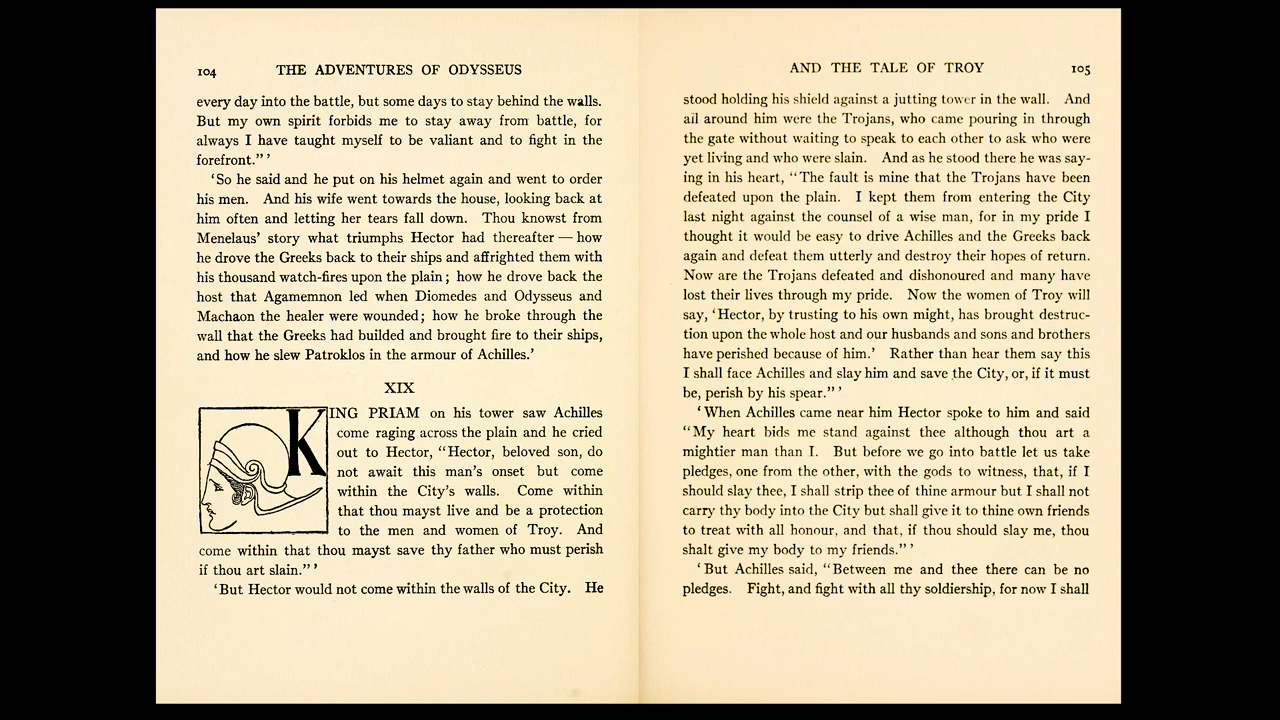 104 THE ADVENTURES OF ODYSSEUS
every day into the battle, but some days to stay behind the walls.
But my own spirit forbids me to stay away from battle, for
always I have taught myself to be valiant and to fight in the
forefront.” ’
‘So he said and he put on his helmet again and went to order
his men. And his wife went towards the house, looking back at
him often and letting her tears fall down. Thou knowst from
Menelaus’ story what triumphs Hector had thereafter — how
he drove the Greeks back to their ships and affrighted them with
his thousand watch-fires upon the plain; how he drove back the
host that Agamemnon led when Diomedes and Odysseus and
Machaon the healer were wounded; how he broke through the
wall that the Greeks had builded and brought fire to their ships,
and how he slew Patroklos in the armour of Achilles.’
XIX
KING PRIAM on his tower saw Achilles
come raging across the plain and he cried
out to Hector, “Hector, beloved son, do
not await this man’s onset but come
within the City’s walls. Come within
that thou mayst live and be a protection
to the men and women of Troy. And
come within that thou mayst save thy father who must perish
if thou art slain.” ’
‘But Hector would not come within the walls of the City. He
AND THE TALE OF TROY 105
stood holding his shield against a jutting tower in the wall. And
all around him were the Trojans, who came pouring in through
the gate without waiting to speak to each other to ask who were
yet living and who were slain. And as he stood there he was say-
ing in his heart, “The fault is mine that the Trojans have been
defeated upon the plain. I kept them from entering the City
last night against the counsel of a wise man, for in my pride I
thought it would be easy to drive Achilles and the Greeks back
again and defeat them utterly and destroy their hopes of return.
Now are the Trojans defeated and dishonoured and many have
lost their lives through my pride. Now the women of Troy will
say, ‘Hector, by trusting to his own might, has brought destruc-
tion upon the whole host and our husbands and sons and brothers
have perished because of him.’ Rather than hear them say this
I shall face Achilles and slay him and save the City, or, if it must
be, perish by his spear.” ’
‘When Achilles came near him Hector spoke to him and said
“My heart bids me stand against thee although thou art a
mightier man than I. But before we go into battle let us take
pledges, one from the other, with the gods to witness, that, if I
should slay thee, I shall strip thee of thine armour but I shall not
carry thy body into the City but shall give it to thine own friends
to treat with all honour, and that, if thou should slay me, thou
shalt give my body to my friends.” ’
‘But Achilles said, “Between me and thee there can be no
pledges. Fight, and fight with all thy soldiership, for now I shall